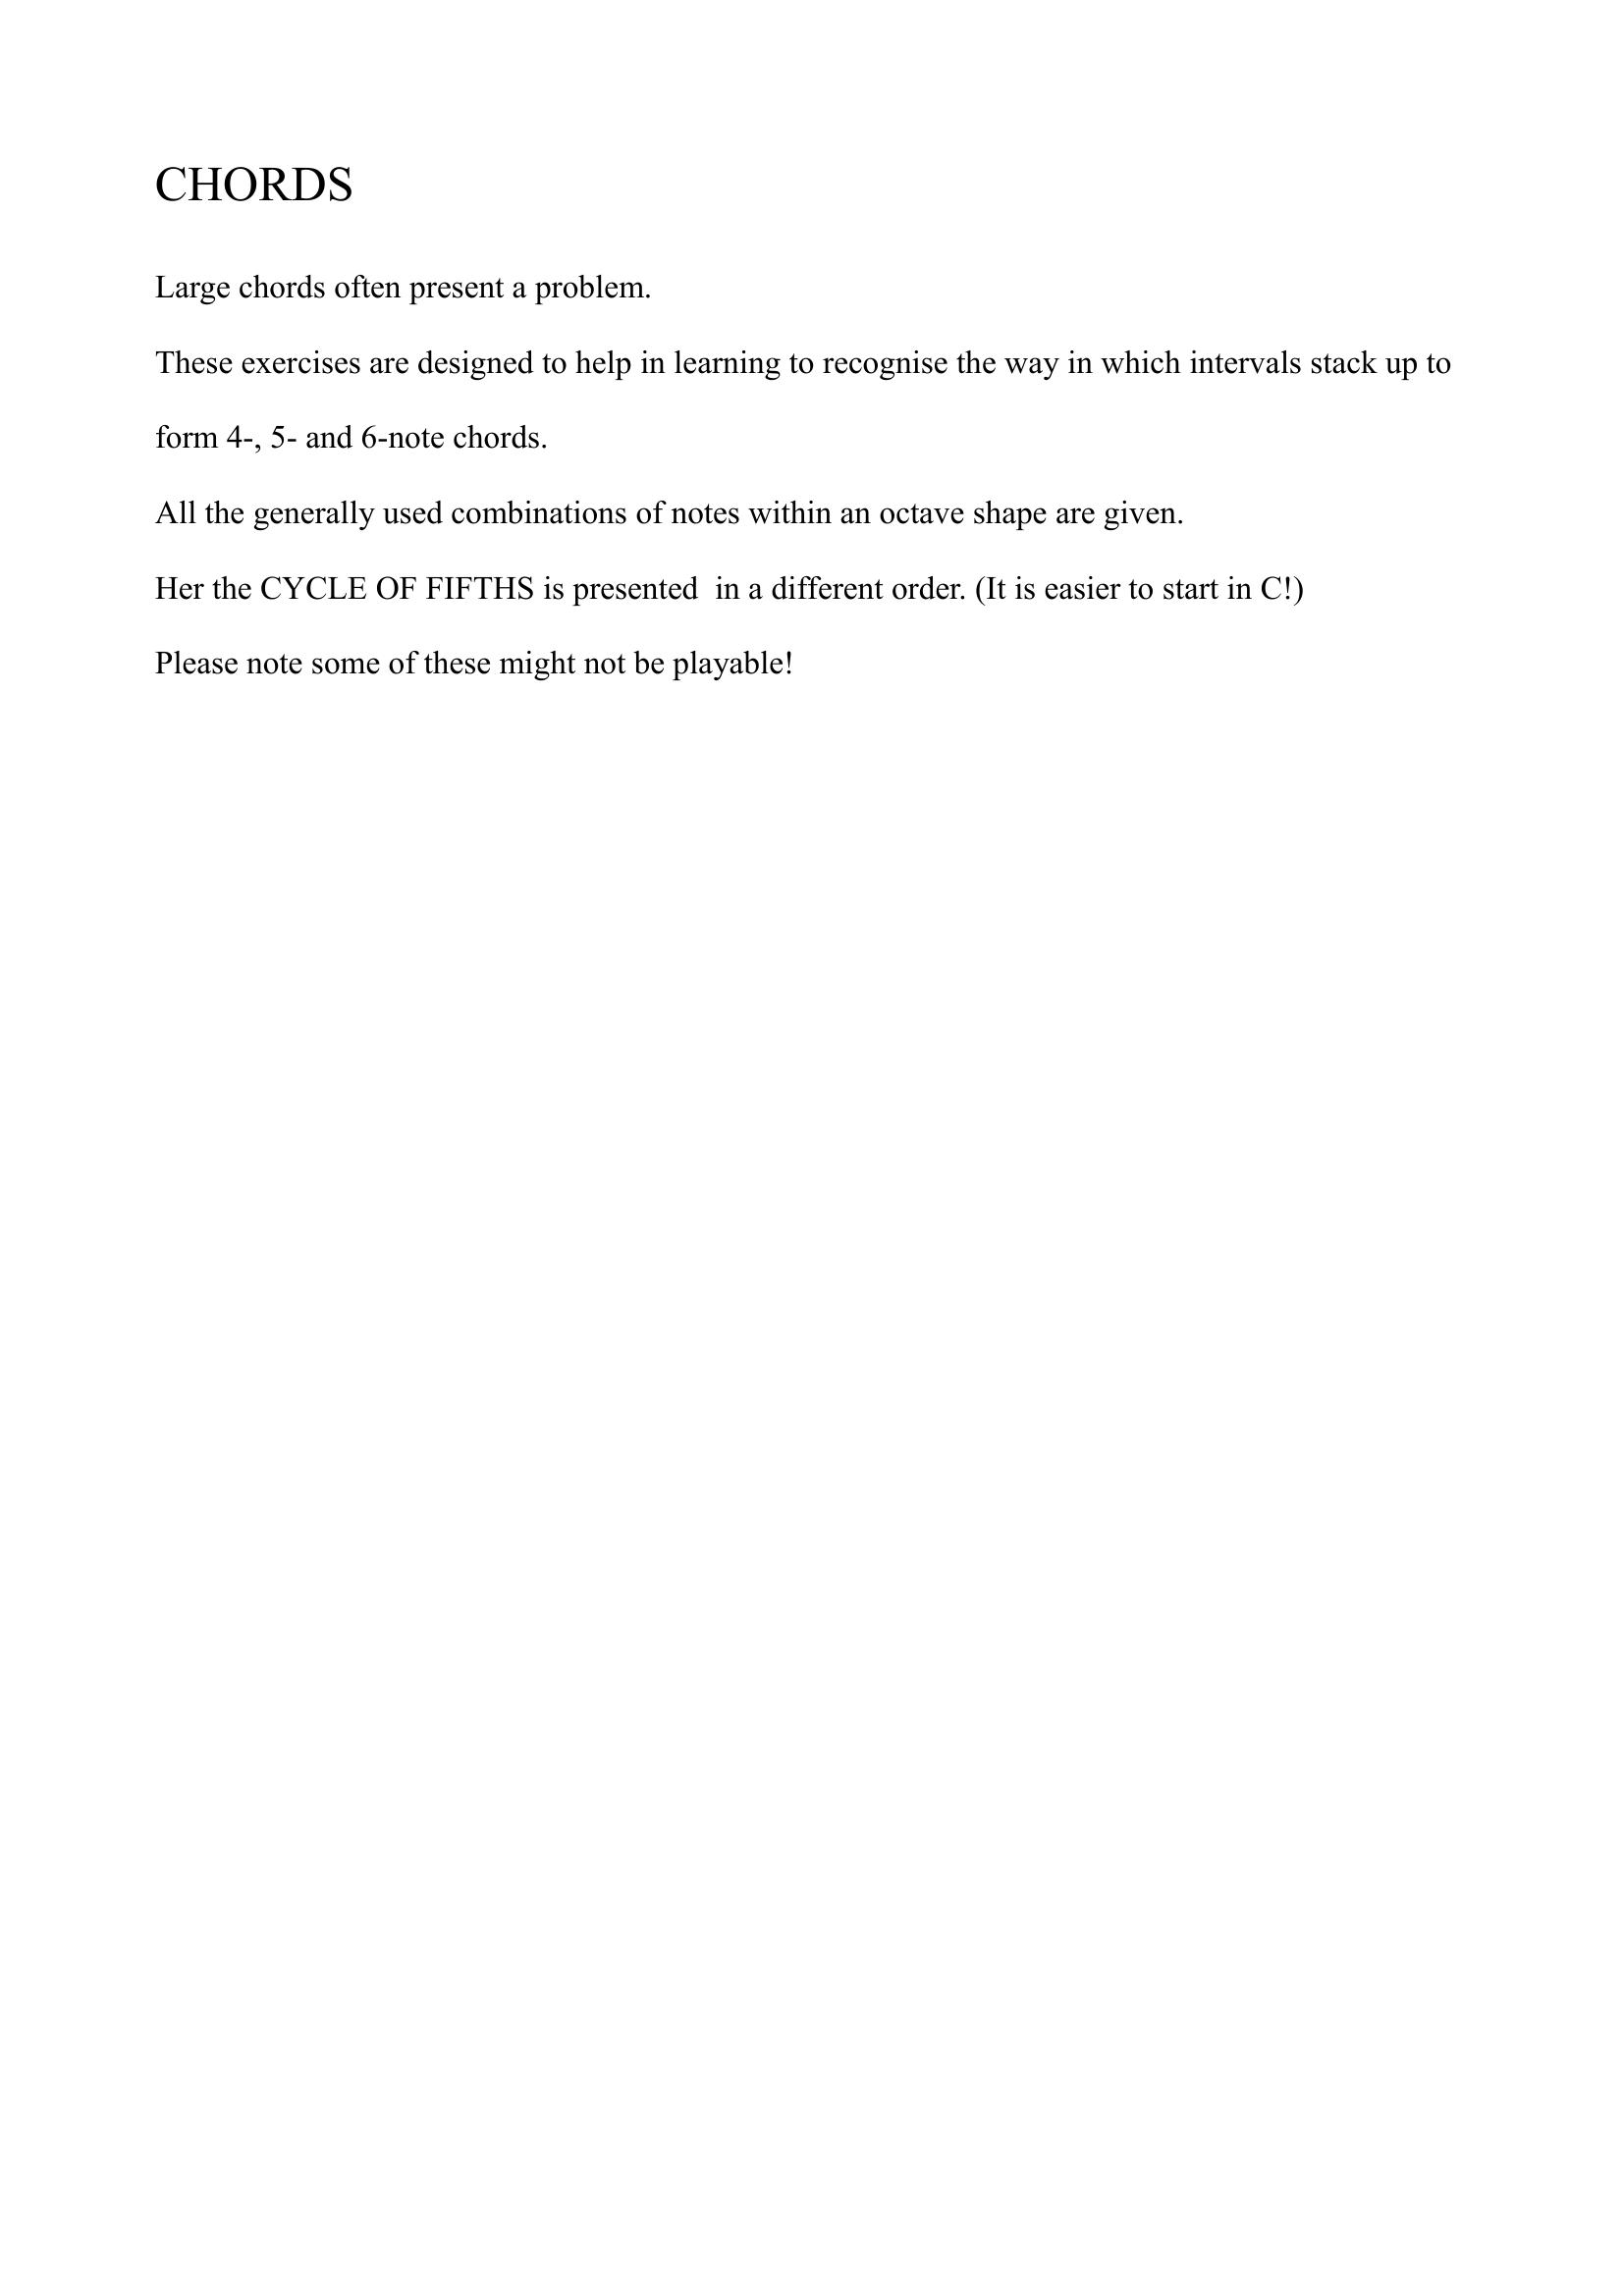 CHORDS
Large chords often present a problem.
These exercises are designed to help in learning to recognise the way in which intervals stack up to
form 4-, 5- and 6-note chords.
All the generally used combinations of notes within an octave shape are given.
Her the CYCLE OF FIFTHS is presented  in a different order. (It is easier to start in C!)
Please note some of these might not be playable!